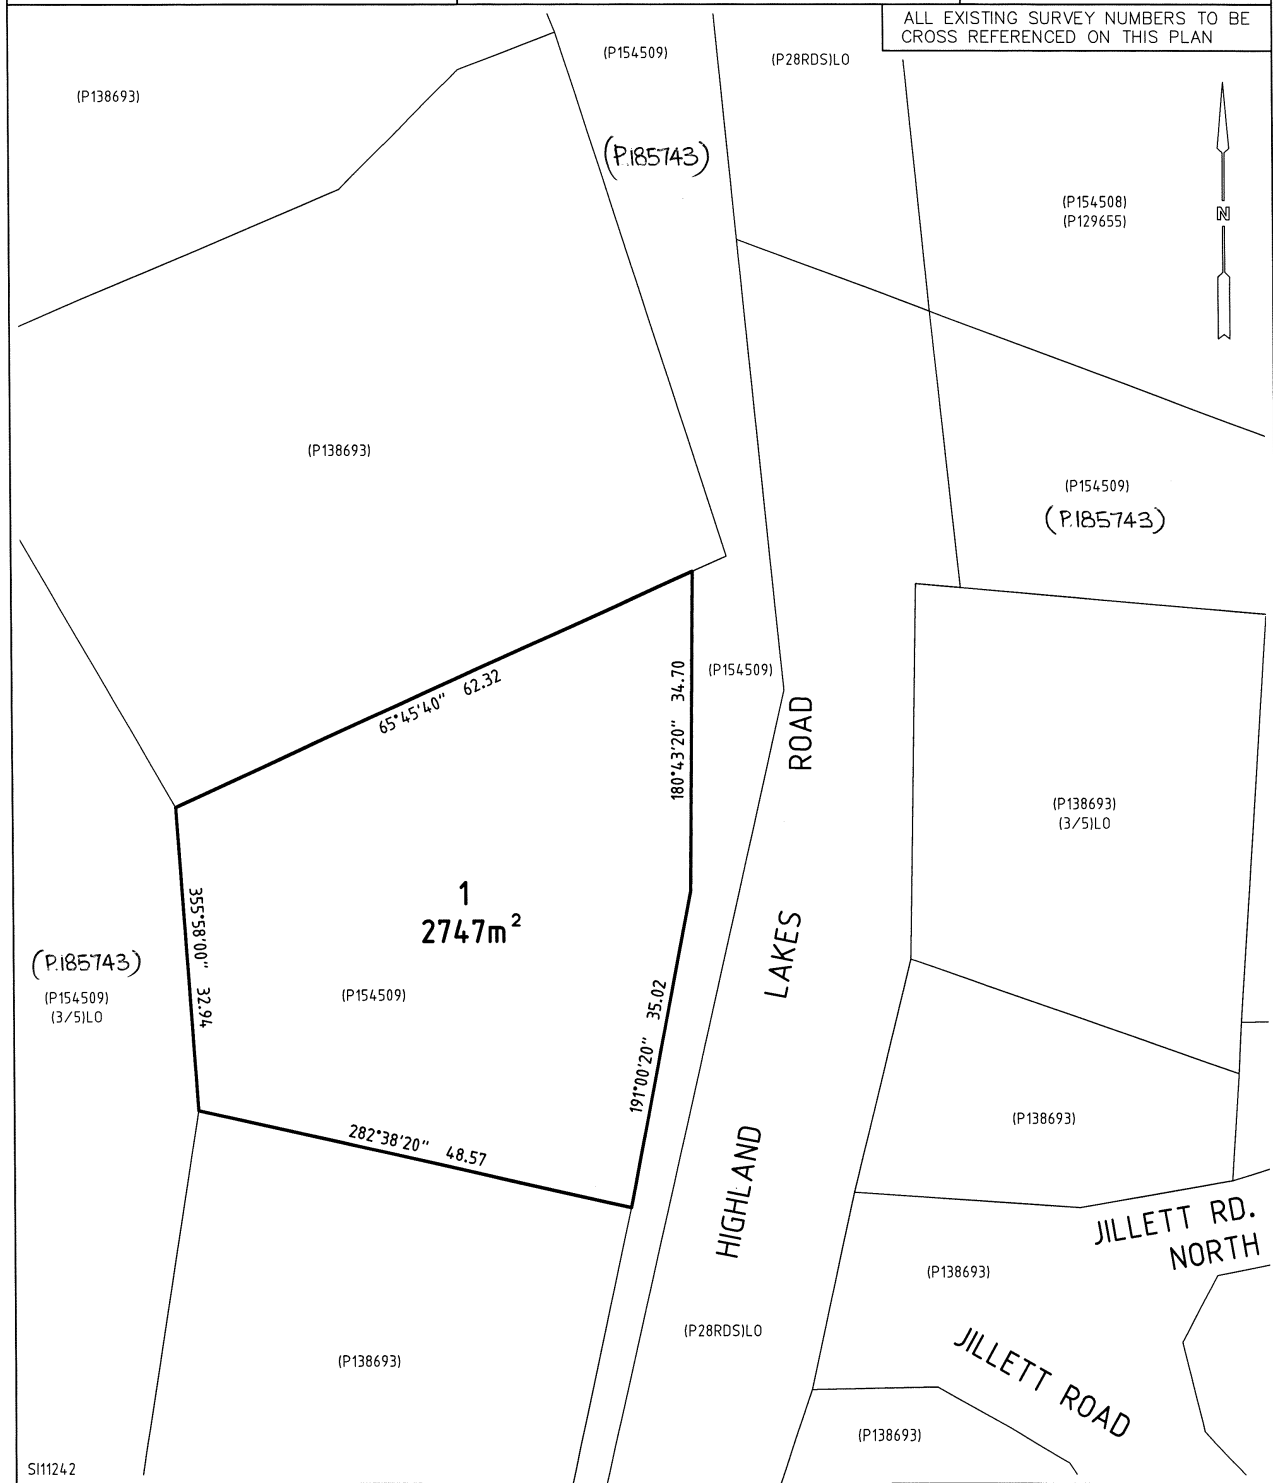 ALL EXISTING SURVEY NUMBERS TO BE
CROSS REFERENCED ON THIS PLAN
(P154509)
(P28RDS)LO
(P138693)
(P.185743)
(P154508)
(P129655)
N
(P138693)
(P154509)
(P.185743)
65°45'40" 62.32
180°43'20" 34.70
(P154509)
ROAD
(P138693)
(3/5)LO
355°58'00" 32.94
1
2747m²
LAKES
(P.185743)
(P154509)
(3/5)LO
(P154509)
191°00'20" 35.02
282°38'20" 48.57
HIGHLAND
(P138693)
JILLETT RD.
NORTH
(P138693)
(P28RDS)LO
(P138693)
JILLETT ROAD
(P138693)
SI11242